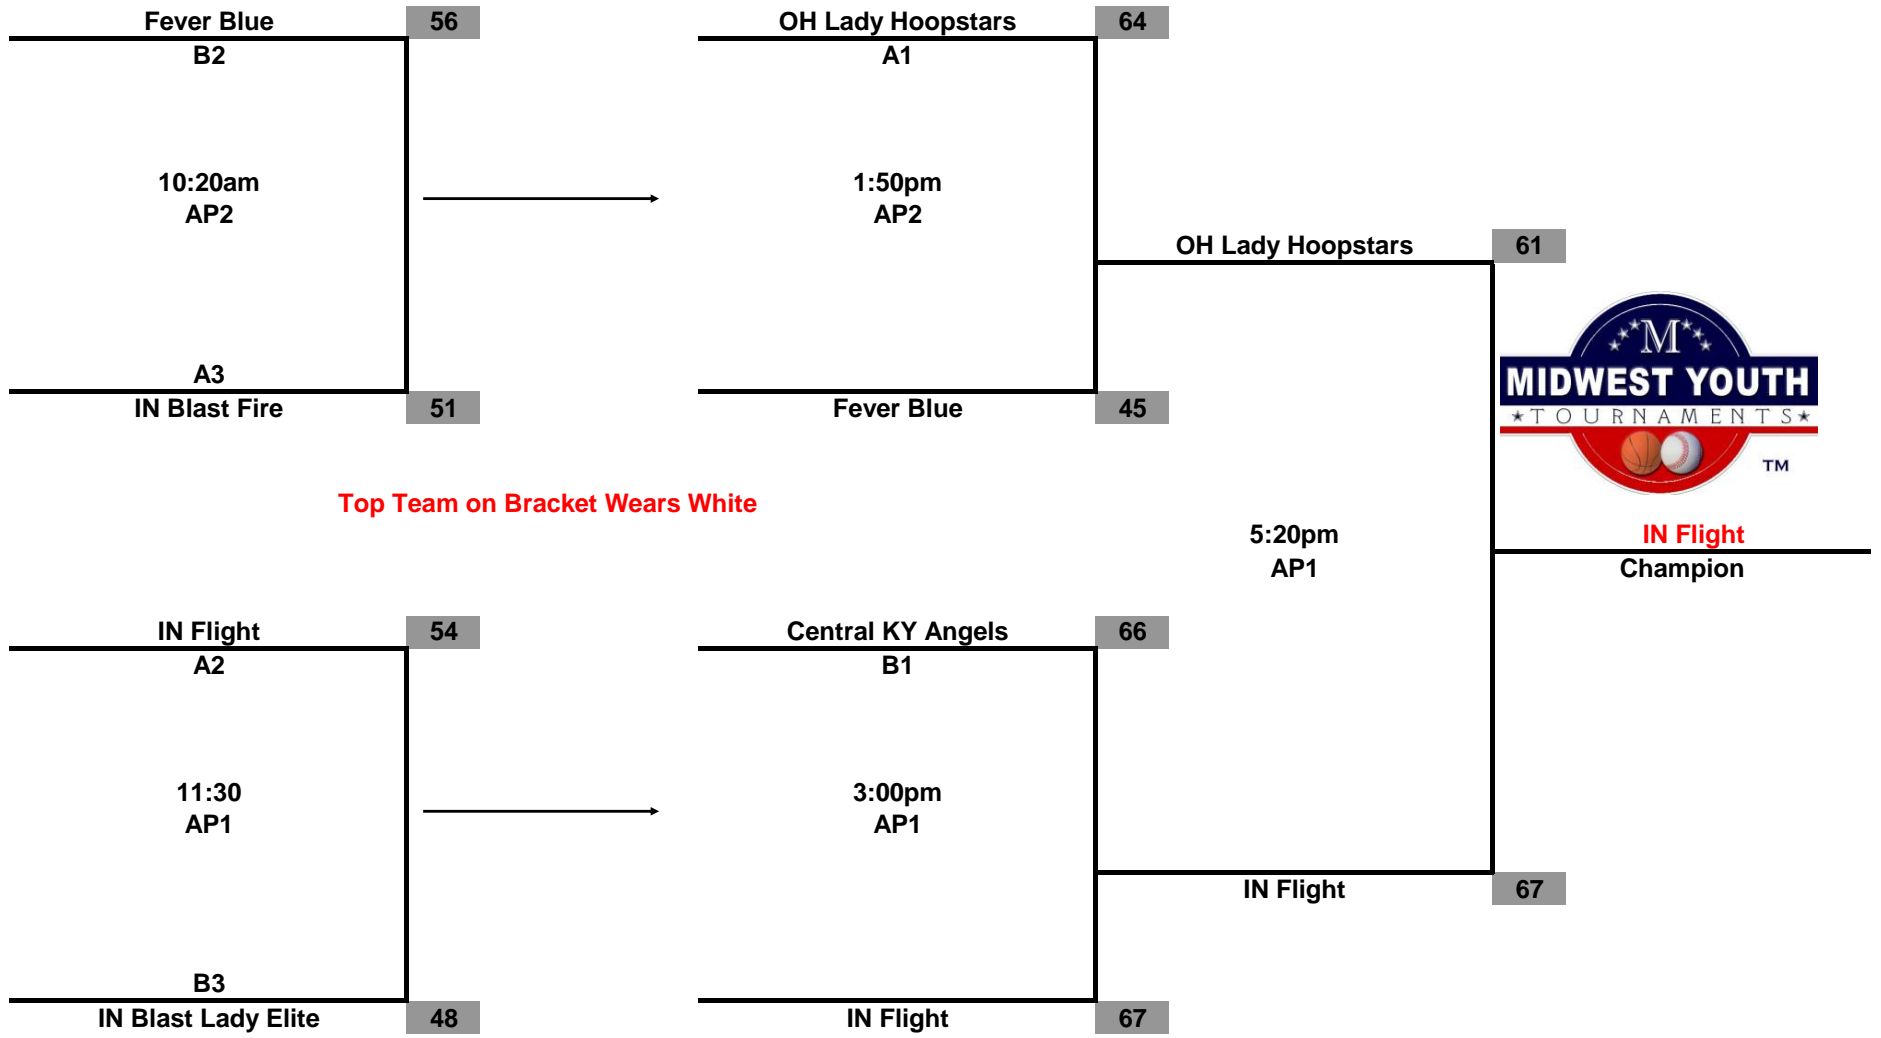 Fever Blue 56
B2
10:20am
AP2
A3
IN Blast Fire 51
OH Lady Hoopstars 64
A1
1:50pm
AP2
Fever Blue 45
OH Lady Hoopstars 61
M
MIDWEST YOUTH
TOURNAMENTS
TM
Top Team on Bracket Wears White
5:20pm
AP1
IN Flight
Champion
IN Flight 54
A2
11:30
AP1
B3
IN Blast Lady Elite 48
Central KY Angels 66
B1
3:00pm
AP1
IN Flight 67
IN Flight 67